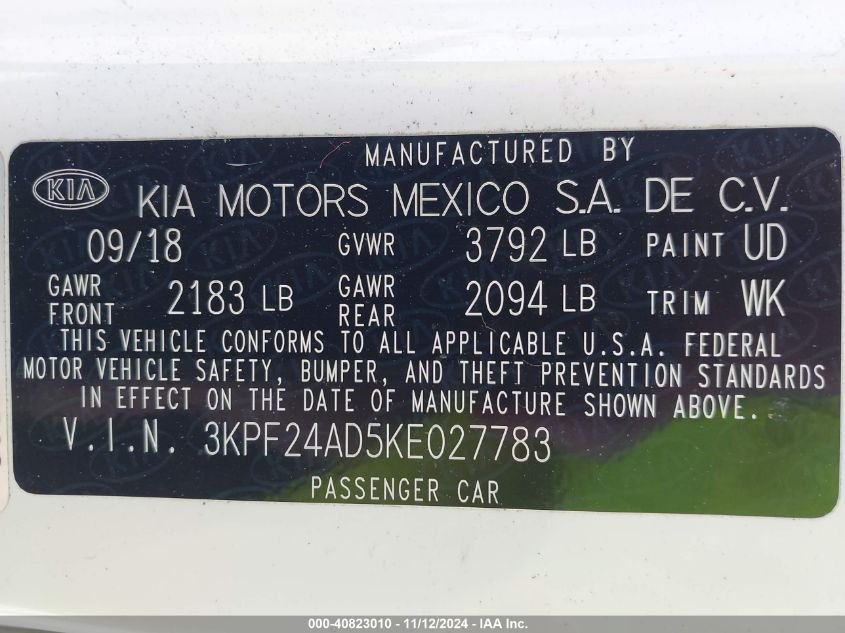 MANUFACTURED BY
KIA KIA MOTORS MEXICO S.A. DE C.V.
09/18 GVWR 3792 LB PAINT UD
GAWR FRONT 2183 LB GAWR REAR 2094 LB TRIM WK
THIS VEHICLE CONFORMS TO ALL APPLICABLE U.S.A. FEDERAL
MOTOR VEHICLE SAFETY, BUMPER, AND THEFT PREVENTION STANDARDS
IN EFFECT ON THE DATE OF MANUFACTURE SHOWN ABOVE.
V.I.N. 3KPF24AD5KE027783
PASSENGER CAR
000-40823010 - 11/12/2024 - IAA Inc.